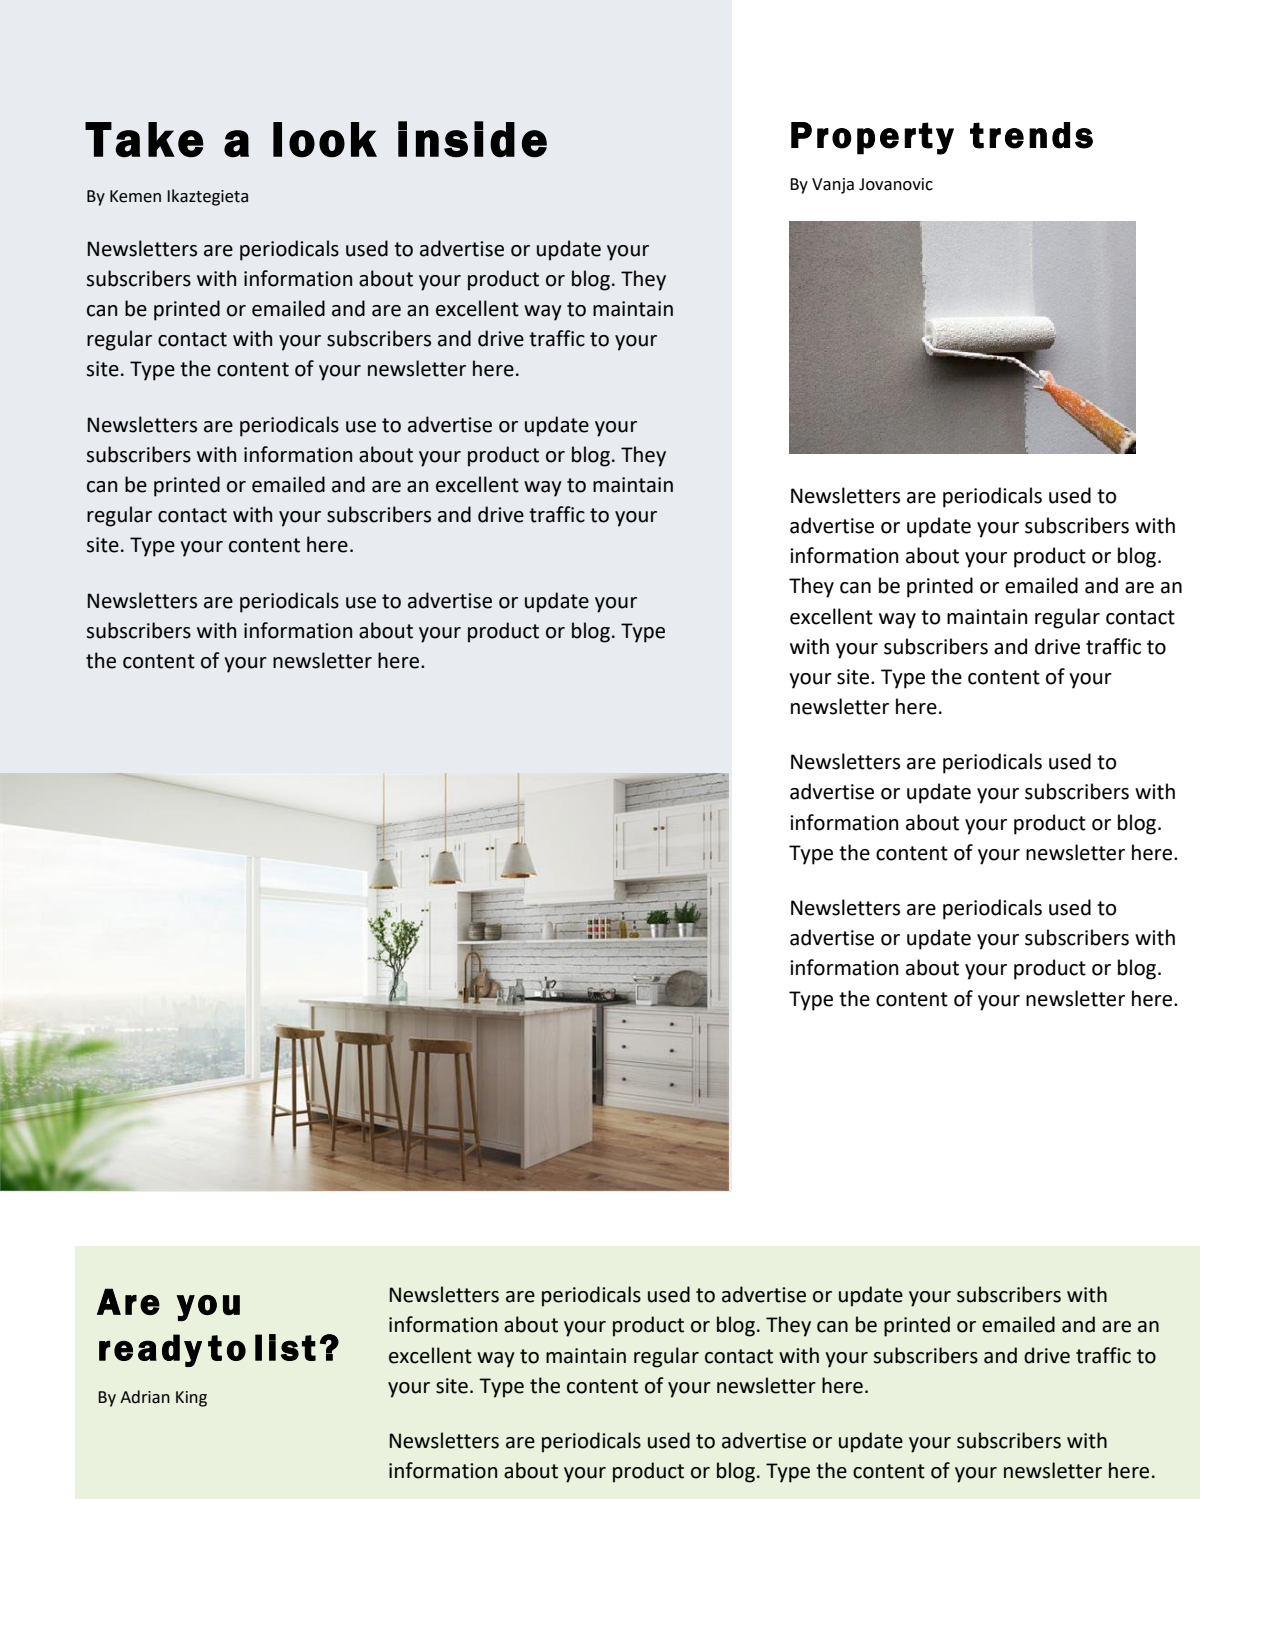 Take a look inside
By Kemen Ikaztegieta
Newsletters are periodicals used to advertise or update your
subscribers with information about your product or blog. They
can be printed or emailed and are an excellent way to maintain
regular contact with your subscribers and drive traffic to your
site. Type the content of your newsletter here.
Newsletters are periodicals use to advertise or update your
subscribers with information about your product or blog. They
can be printed or emailed and are an excellent way to maintain
regular contact with your subscribers and drive traffic to your
site. Type your content here.
Newsletters are periodicals use to advertise or update your
subscribers with information about your product or blog. Type
the content of your newsletter here.
Property trends
By Vanja Jovanovic
Newsletters are periodicals used to
advertise or update your subscribers with
information about your product or blog.
They can be printed or emailed and are an
excellent way to maintain regular contact
with your subscribers and drive traffic to
your site. Type the content of your
newsletter here.
Newsletters are periodicals used to
advertise or update your subscribers with
information about your product or blog.
Type the content of your newsletter here.
Newsletters are periodicals used to
advertise or update your subscribers with
information about your product or blog.
Type the content of your newsletter here.
Are you
ready to list?
By Adrian King
Newsletters are periodicals used to advertise or update your subscribers with
information about your product or blog. They can be printed or emailed and are an
excellent way to maintain regular contact with your subscribers and drive traffic to
your site. Type the content of your newsletter here.
Newsletters are periodicals used to advertise or update your subscribers with
information about your product or blog. Type the content of your newsletter here.